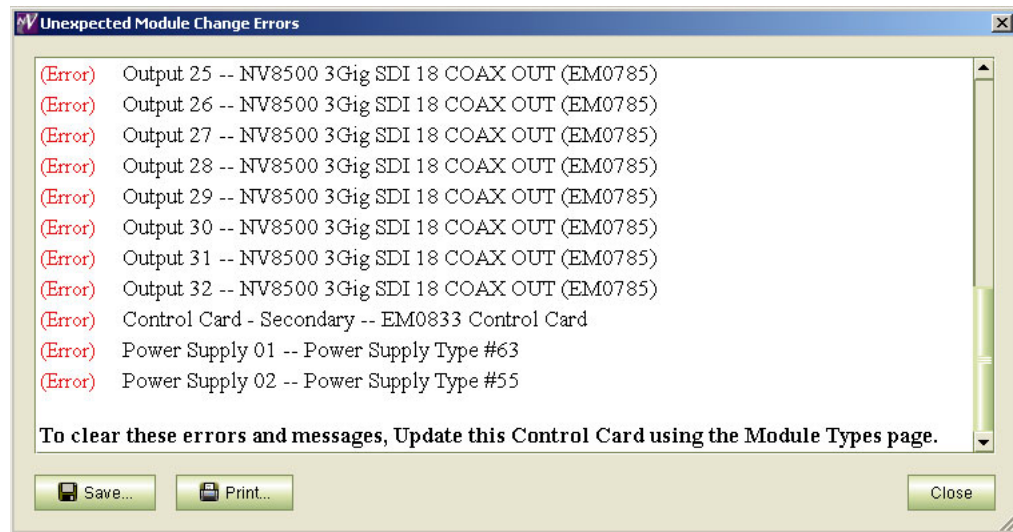 Unexpected Module Change Errors
(Error) Output 25 -- NV8500 3Gig SDI 18 COAX OUT (EM0785)
(Error) Output 26 -- NV8500 3Gig SDI 18 COAX OUT (EM0785)
(Error) Output 27 -- NV8500 3Gig SDI 18 COAX OUT (EM0785)
(Error) Output 28 -- NV8500 3Gig SDI 18 COAX OUT (EM0785)
(Error) Output 29 -- NV8500 3Gig SDI 18 COAX OUT (EM0785)
(Error) Output 30 -- NV8500 3Gig SDI 18 COAX OUT (EM0785)
(Error) Output 31 -- NV8500 3Gig SDI 18 COAX OUT (EM0785)
(Error) Output 32 -- NV8500 3Gig SDI 18 COAX OUT (EM0785)
(Error) Control Card - Secondary -- EM0833 Control Card
(Error) Power Supply 01 -- Power Supply Type #63
(Error) Power Supply 02 -- Power Supply Type #55
To clear these errors and messages, Update this Control Card using the Module Types page.
Save... Print... Close